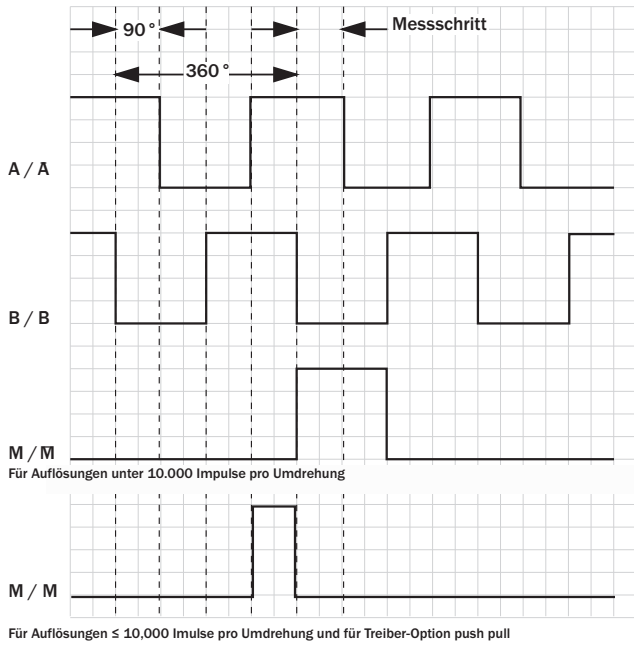 90° Messschritt
360°
A / A̅
B / B
M / M̅
Für Auflösungen unter 10.000 Impulse pro Umdrehung
M / M
Für Auflösungen ≤ 10,000 Imulse pro Umdrehung und für Treiber-Option push pull